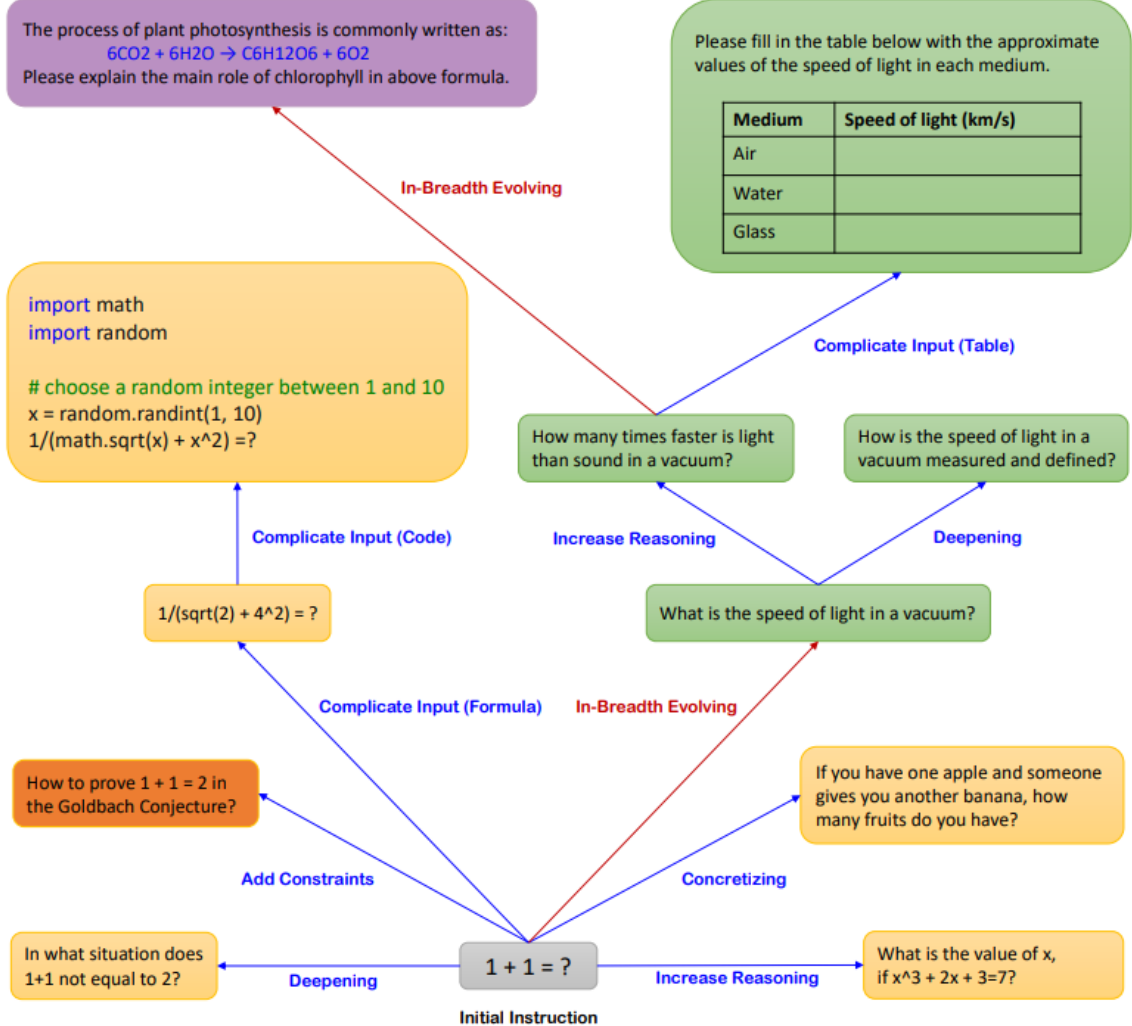 The process of plant photosynthesis is commonly written as:
6CO2 + 6H2O → C6H12O6 + 6O2
Please explain the main role of chlorophyll in above formula.
Please fill in the table below with the approximate
values of the speed of light in each medium.
Medium Speed of light (km/s)
Air
Water
Glass
In-Breadth Evolving
Complicate Input (Table)
import math
import random
# choose a random integer between 1 and 10
x = random.randint(1, 10)
1/(math.sqrt(x) + x^2) =?
How many times faster is light
than sound in a vacuum?
How is the speed of light in a
vacuum measured and defined?
Complicate Input (Code)
Increase Reasoning
Deepening
1/(sqrt(2) + 4^2) = ?
What is the speed of light in a vacuum?
Complicate Input (Formula)
In-Breadth Evolving
How to prove 1 + 1 = 2 in
the Goldbach Conjecture?
If you have one apple and someone
gives you another banana, how
many fruits do you have?
Add Constraints
Concretizing
In what situation does
1+1 not equal to 2?
Deepening
1 + 1 = ?
Increase Reasoning
What is the value of x,
if x^3 + 2x + 3=7?
Initial Instruction